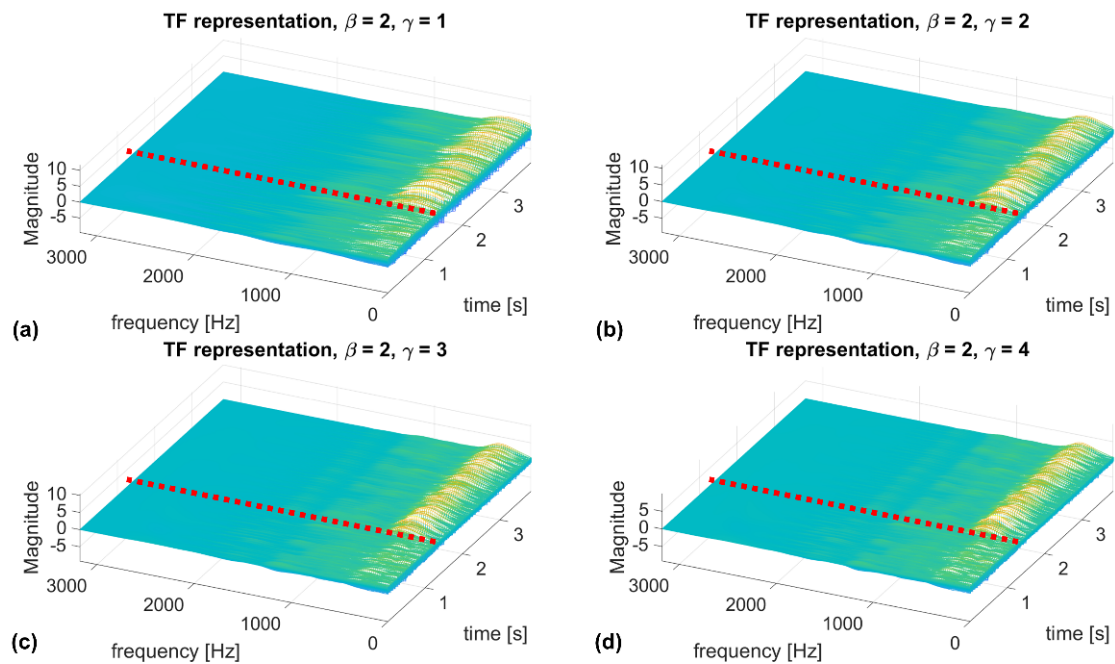 TF representation, β = 2, γ = 1
10
5
0
-5
Magnitude
3000
2000
1000
0
frequency [Hz]
1
2
3
time [s]
(a)
TF representation, β = 2, γ = 2
10
5
0
-5
Magnitude
3000
2000
1000
0
frequency [Hz]
1
2
3
time [s]
(b)
TF representation, β = 2, γ = 3
10
5
0
-5
Magnitude
3000
2000
1000
0
frequency [Hz]
1
2
3
time [s]
(c)
TF representation, β = 2, γ = 4
5
0
-5
Magnitude
3000
2000
1000
0
frequency [Hz]
1
2
3
time [s]
(d)